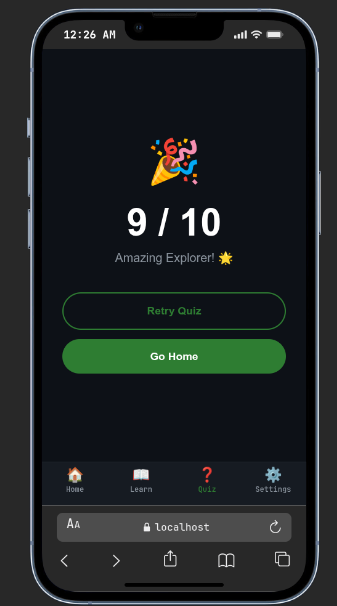 12:26 AM
9 / 10
Amazing Explorer!
Retry Quiz
Go Home
Home
Learn
Quiz
Settings
AA
localhost